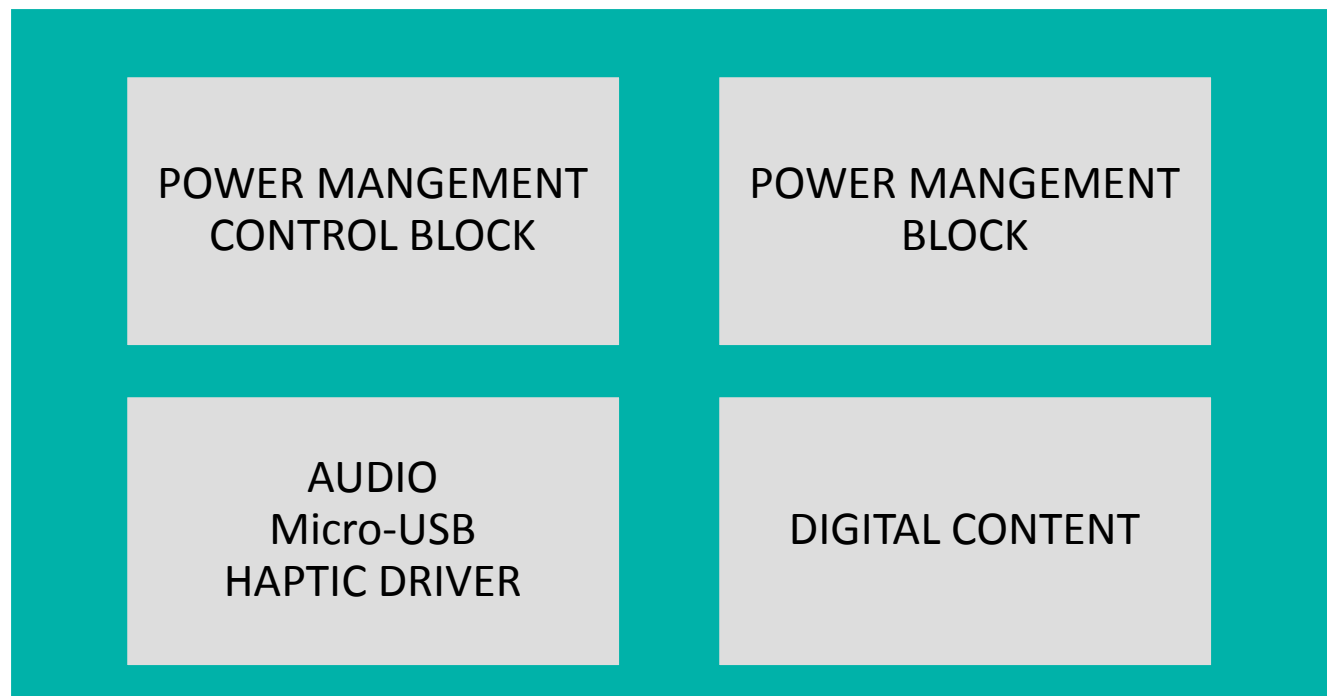 POWER MANGEMENT
CONTROL BLOCK
POWER MANGEMENT
BLOCK
AUDIO
Micro-USB
HAPTIC DRIVER
DIGITAL CONTENT